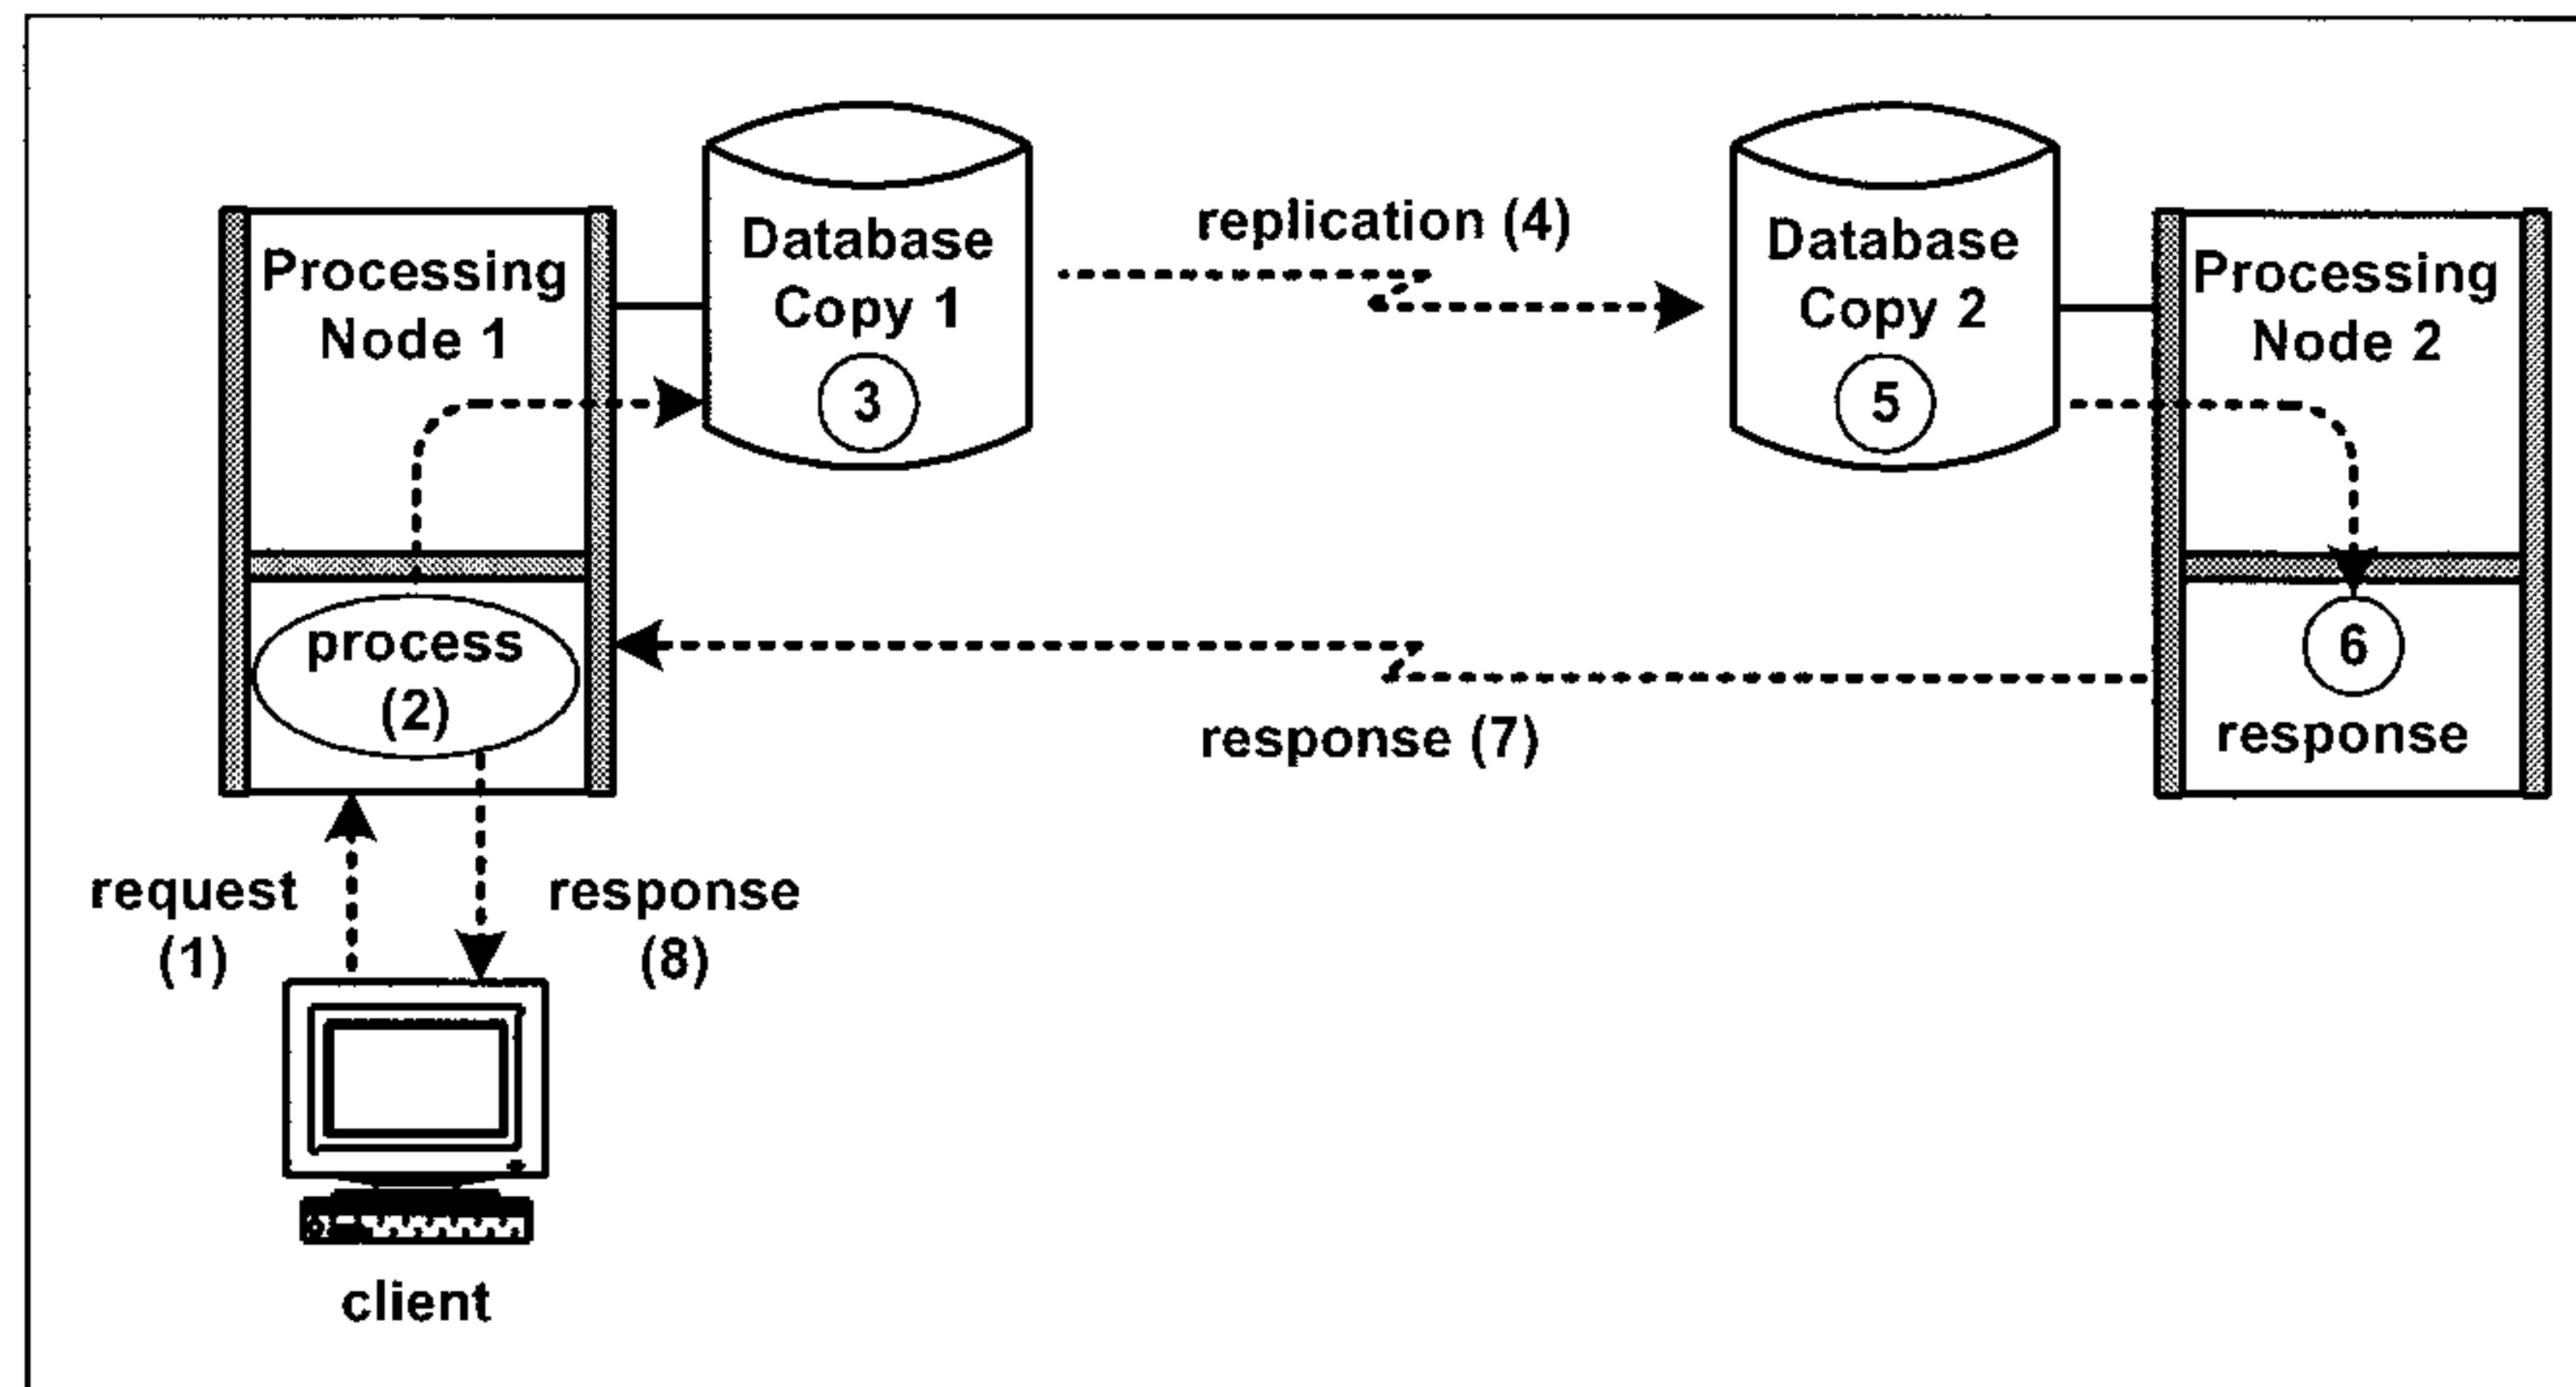 Processing
Node 1
Database
Copy 1
3
replication (4)
Database
Copy 2
5
Processing
Node 2
process
(2)
response (7)
6
response
request
(1)
response
(8)
client